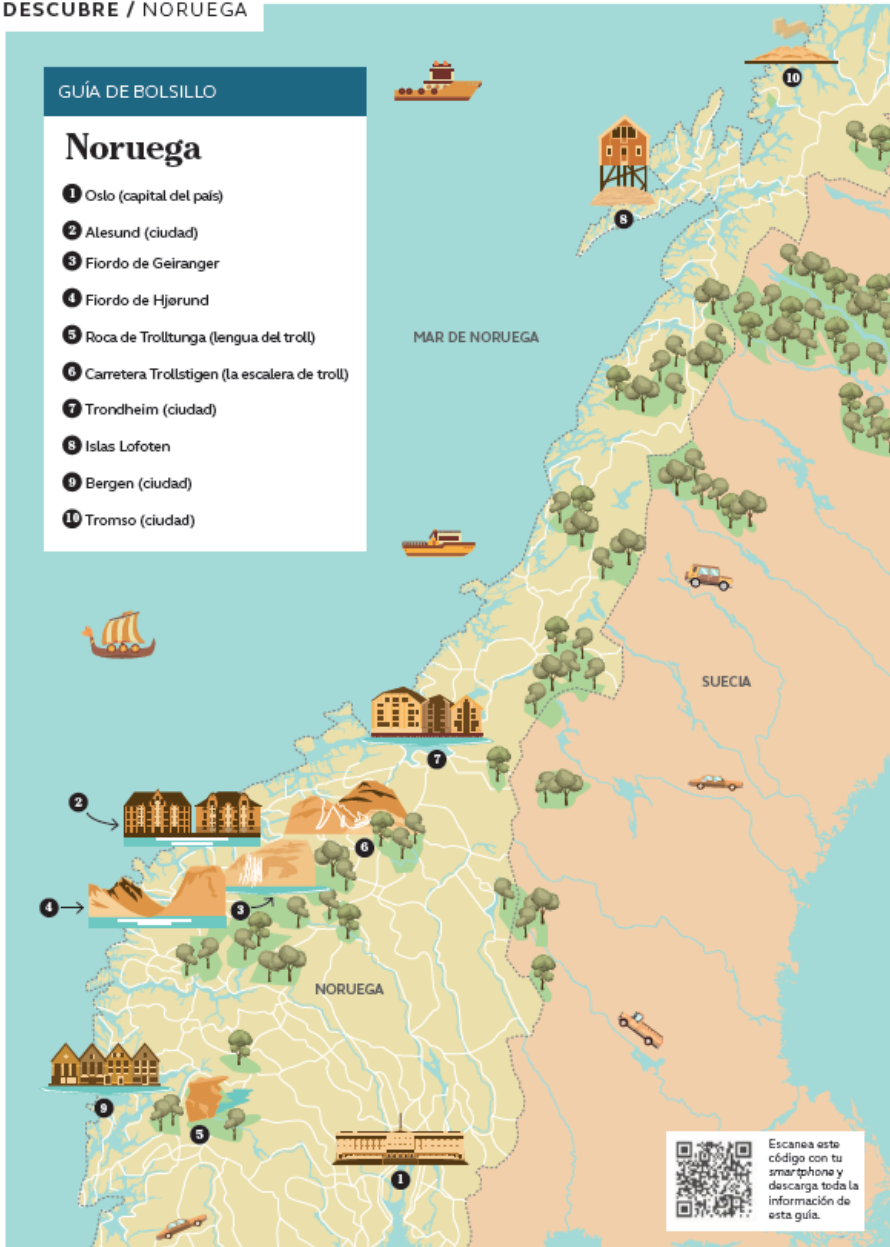 DESCUBRE / NORUEGA
GUÍA DE BOLSILLO
Noruega
1 Oslo (capital del país)
2 Alesund (ciudad)
3 Fiordo de Geiranger
4 Fiordo de Hjørund
5 Roca de Trolltunga (lengua del troll)
6 Carretera Trollstigen (la escalera de troll)
7 Trondheim (ciudad)
8 Islas Lofoten
9 Bergen (ciudad)
10 Tromso (ciudad)
10
8
MAR DE NORUEGA
SUECIA
7
2
6
4
3
NORUEGA
9
5
1
Escanea este
código con tu
smartphone y
descarga toda la
información de
esta guía.